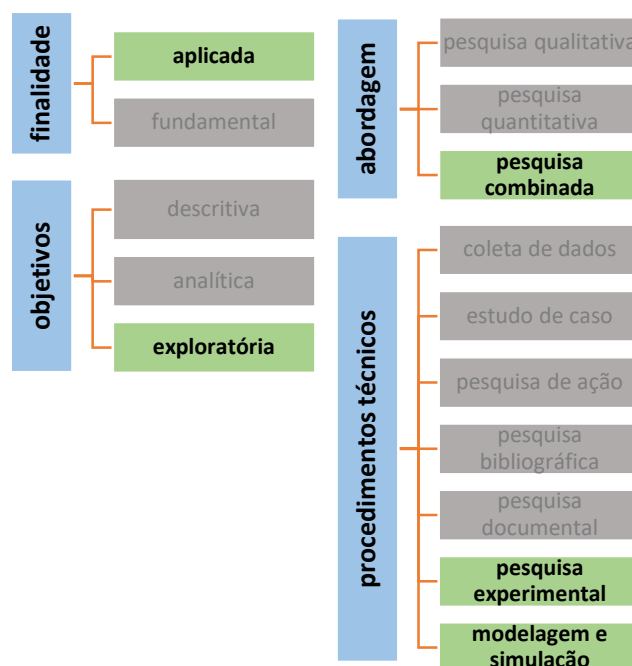 finalidade
aplicada
fundamental
objetivos
descritiva
analítica
exploratória
abordagem
pesquisa qualitativa
pesquisa
quantitativa
pesquisa
combinada
procedimentos técnicos
coleta de dados
estudo de caso
pesquisa de ação
pesquisa
bibliográfica
pesquisa
documental
pesquisa
experimental
modelagem e
simulação